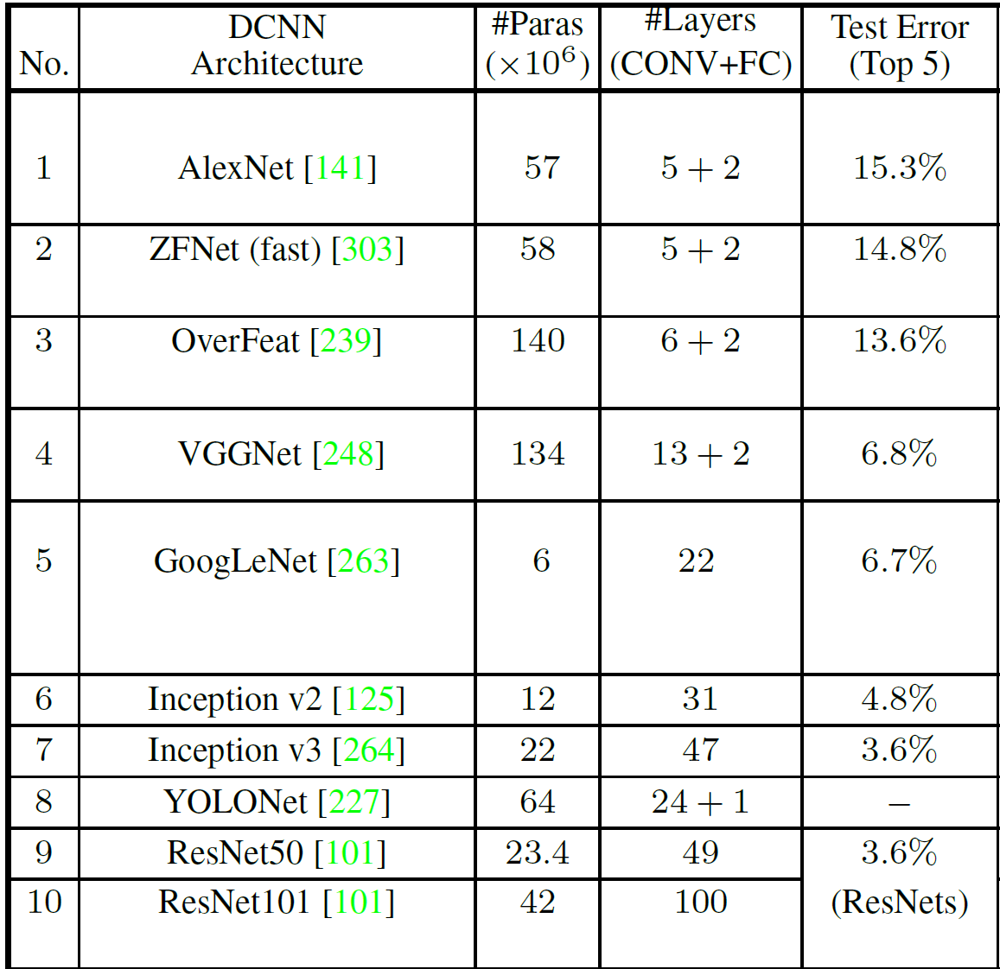 No. DCNN Architecture #Paras (×10⁶) #Layers (CONV+FC) Test Error (Top 5)
1 AlexNet [141] 57 5 + 2 15.3%
2 ZFNet (fast) [303] 58 5 + 2 14.8%
3 OverFeat [239] 140 6 + 2 13.6%
4 VGGNet [248] 134 13 + 2 6.8%
5 GoogLeNet [263] 6 22 6.7%
6 Inception v2 [125] 12 31 4.8%
7 Inception v3 [264] 22 47 3.6%
8 YOLONet [227] 64 24 + 1 −
9 ResNet50 [101] 23.4 49 3.6%
10 ResNet101 [101] 42 100 (ResNets)